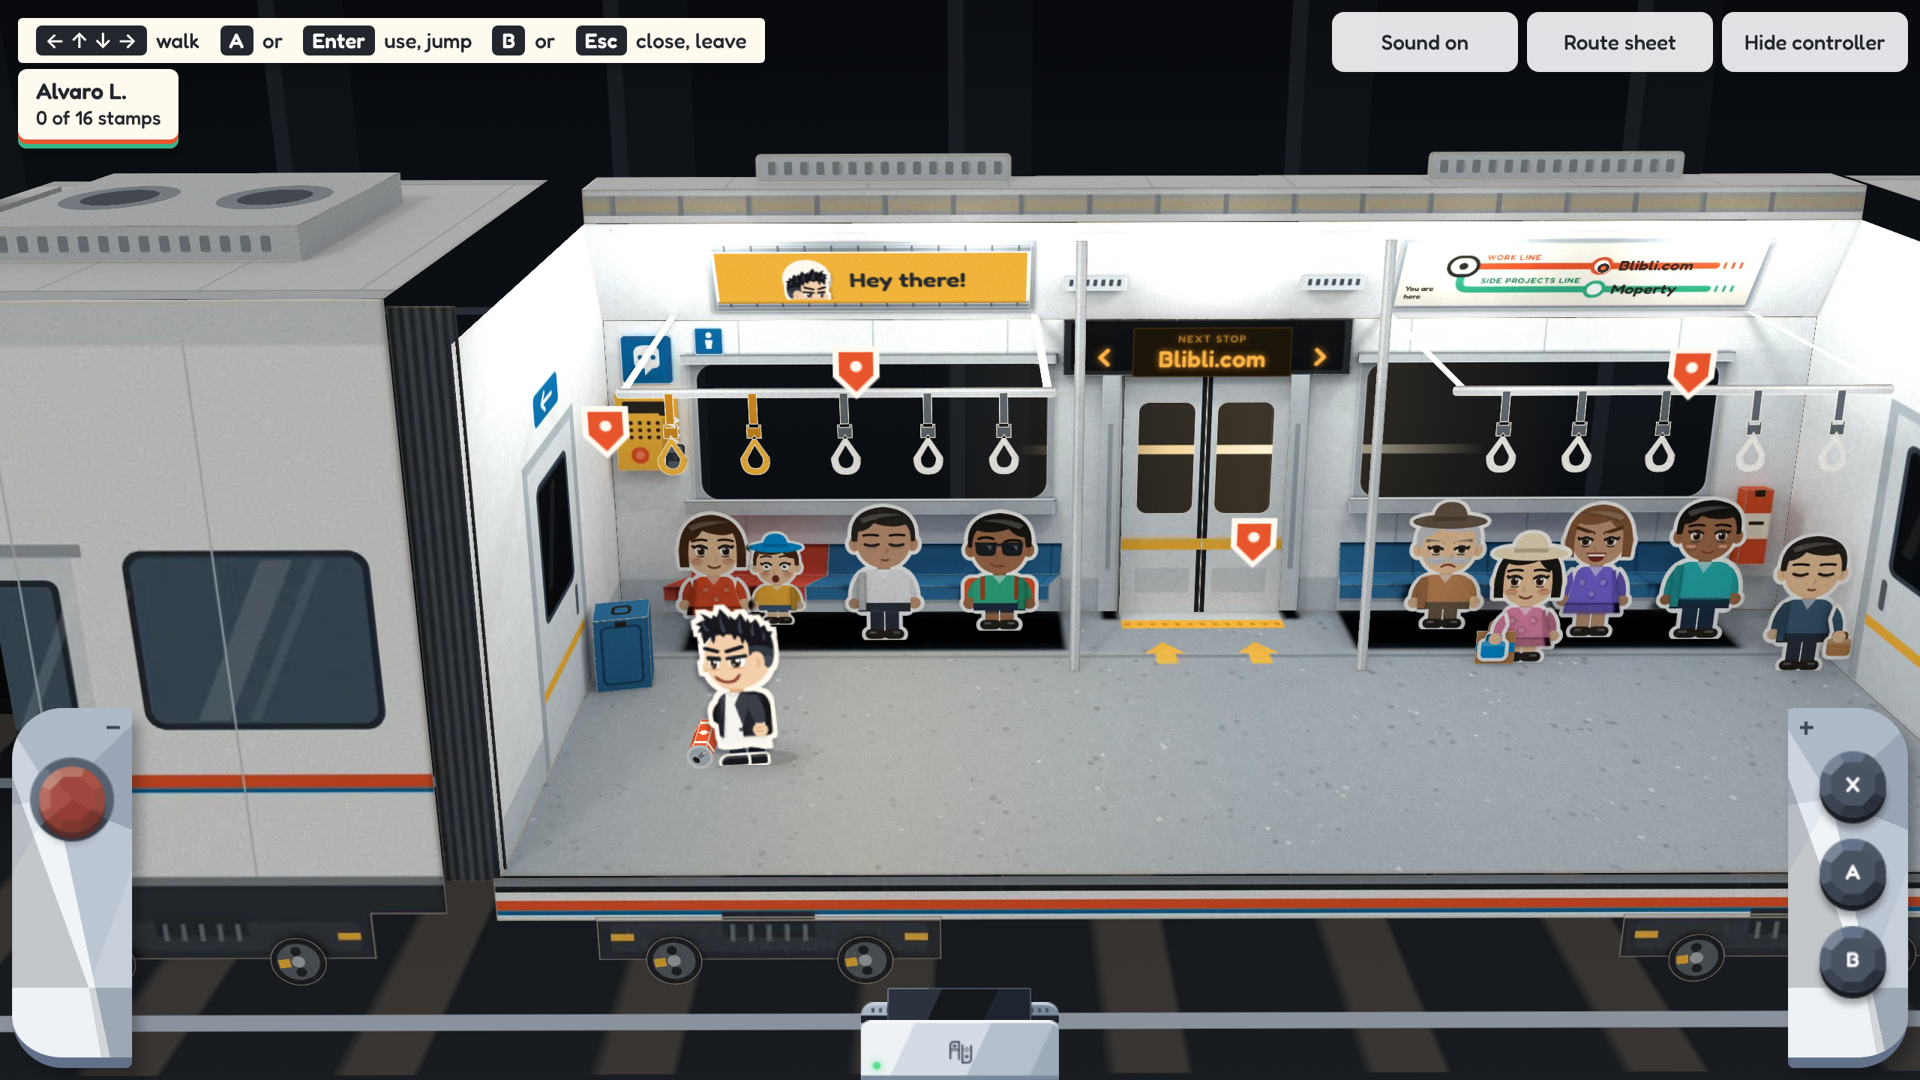 ← ↑ ↓ → walk A or Enter use, jump B or Esc close, leave
Sound on
Route sheet
Hide controller
Alvaro L.
0 of 16 stamps
Hey there!
NEXT STOP
Blibli.com
WORK LINE
Blibli.com
SIDE PROJECTS LINE
Moperty
You are
here
X
A
B